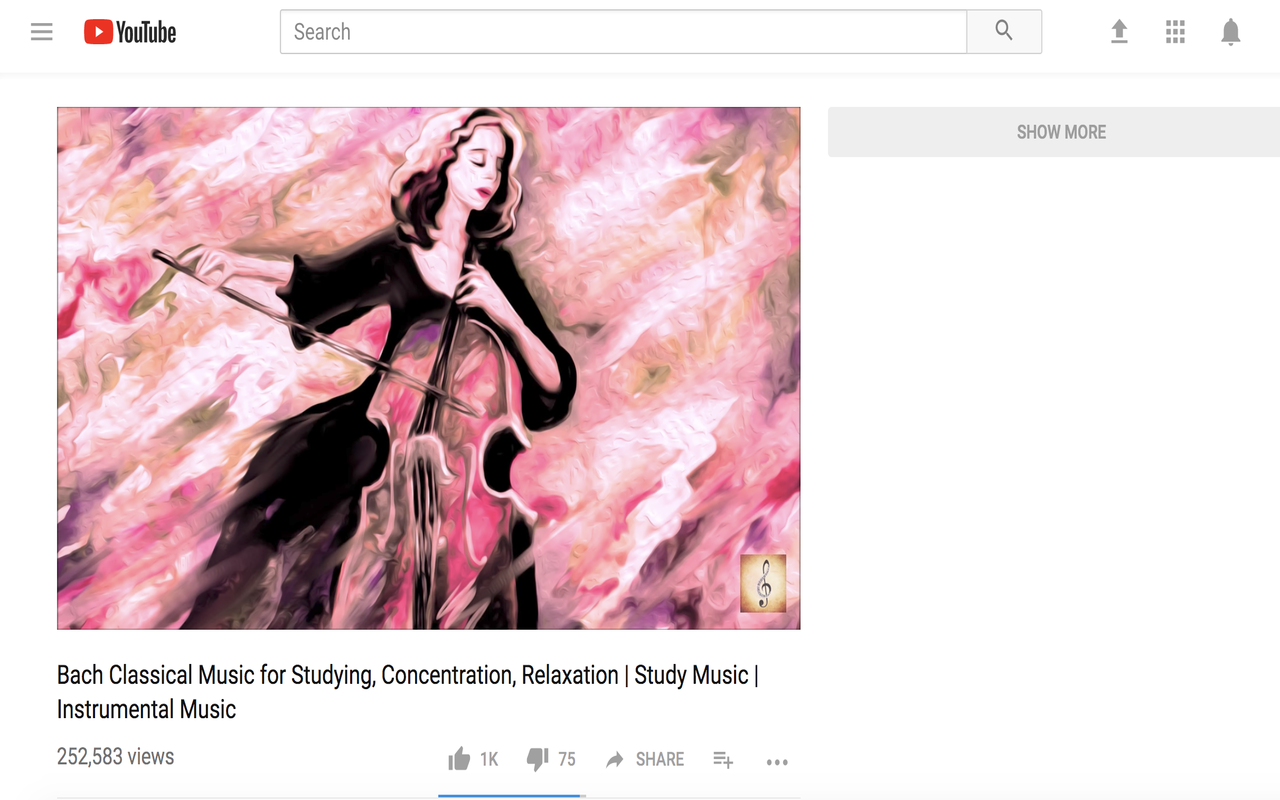 YouTube
Search
SHOW MORE
Bach Classical Music for Studying, Concentration, Relaxation | Study Music |
Instrumental Music
252,583 views
1K
75
SHARE